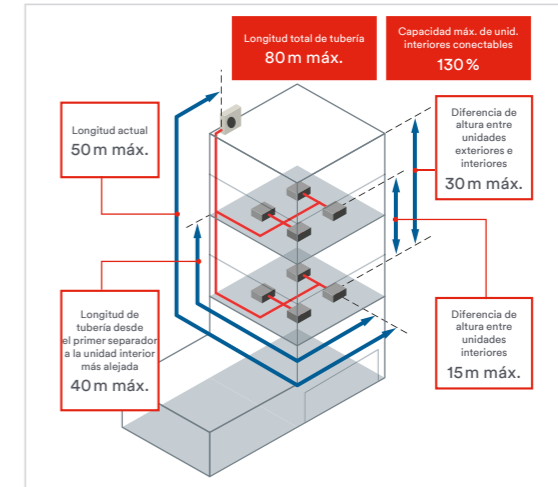 Longitud total de tubería
80 m máx.
Capacidad máx. de unid.
interiores conectables
130 %
Longitud actual
50 m máx.
Diferencia de
altura entre
unidades
exteriores e
interiores
30 m máx.
Longitud de
tubería desde
el primer separador
a la unidad interior
más alejada
40 m máx.
Diferencia de
altura entre
unidades
interiores
15 m máx.